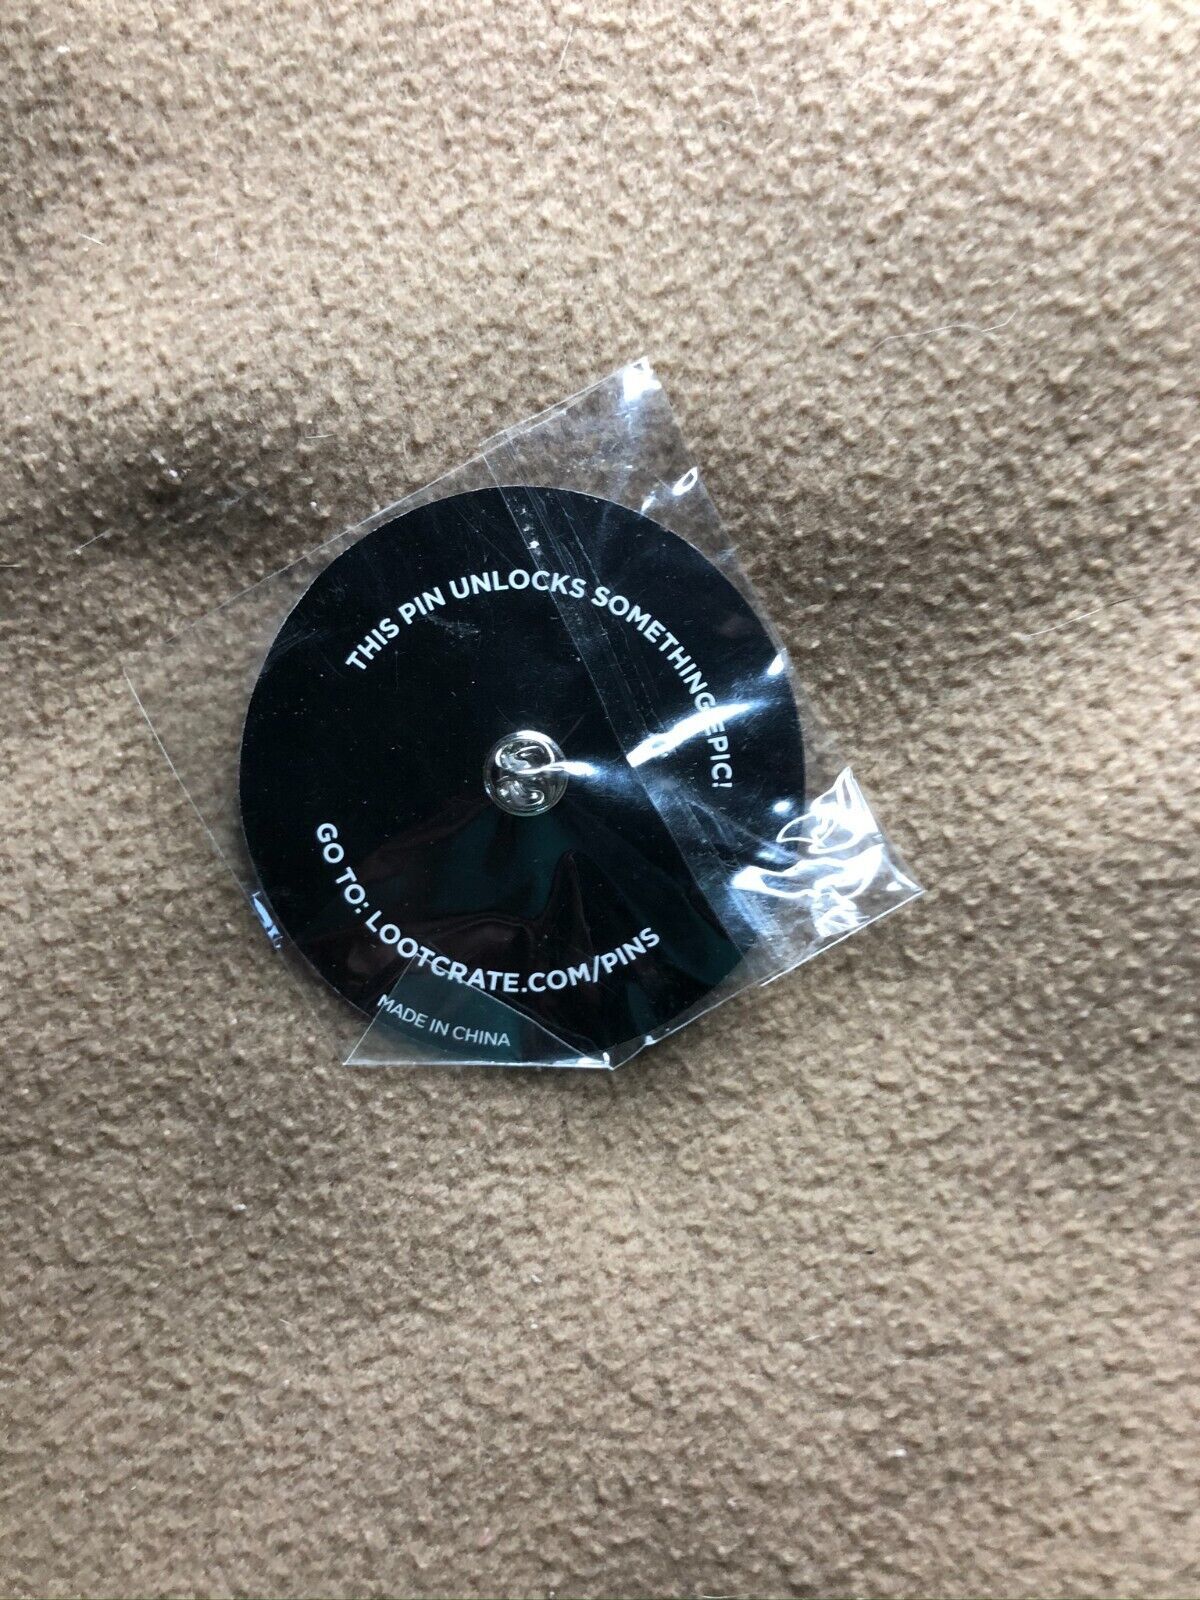 THIS PIN UNLOCKS SOMETHING EPIC!
GO TO: LOOTCRATE.COM/PINS
MADE IN CHINA